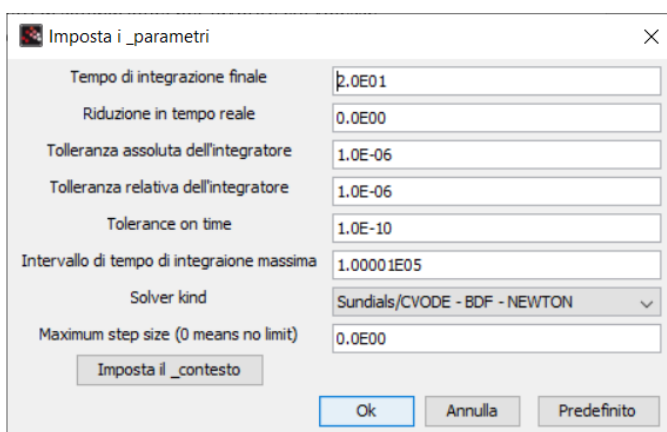 Imposta i _parametri
Tempo di integrazione finale 2.0E01
Riduzione in tempo reale 0.0E00
Tolleranza assoluta dell'integratore 1.0E-06
Tolleranza relativa dell'integratore 1.0E-06
Tolerance on time 1.0E-10
Intervallo di tempo di integraione massima 1.00001E05
Solver kind Sundials/CVODE - BDF - NEWTON
Maximum step size (0 means no limit) 0.0E00
Imposta il _contesto
Ok Annulla Predefinito